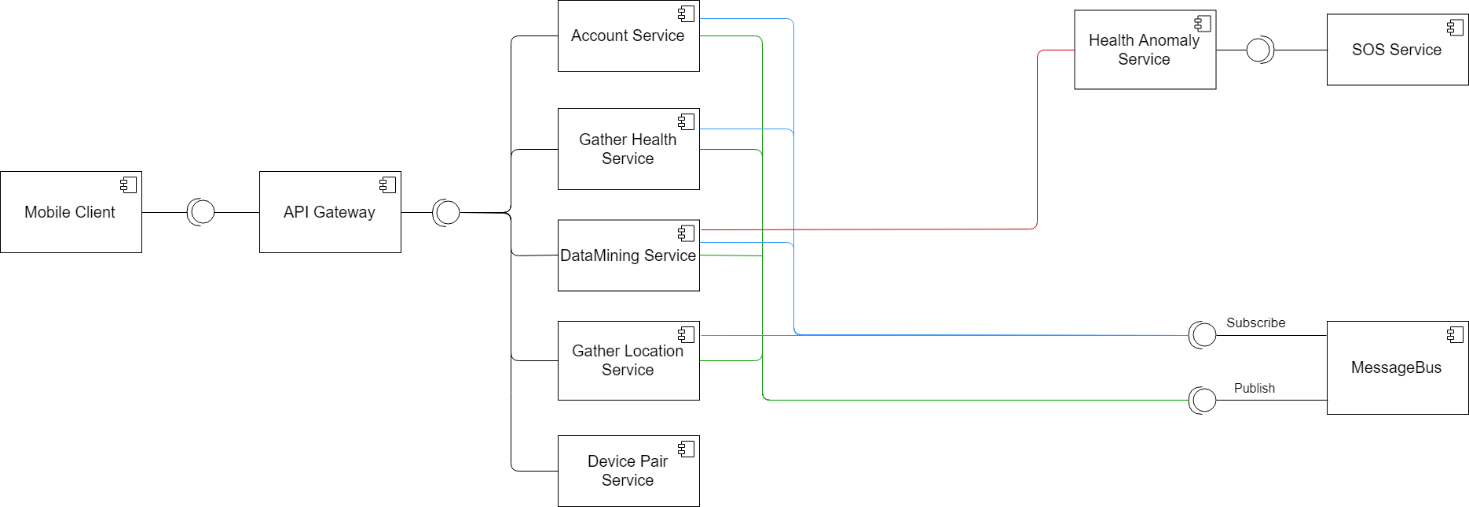 Account Service
Health Anomaly
Service
SOS Service
Gather Health
Service
Mobile Client
API Gateway
DataMining Service
Subscribe
Gather Location
Service
MessageBus
Publish
Device Pair
Service